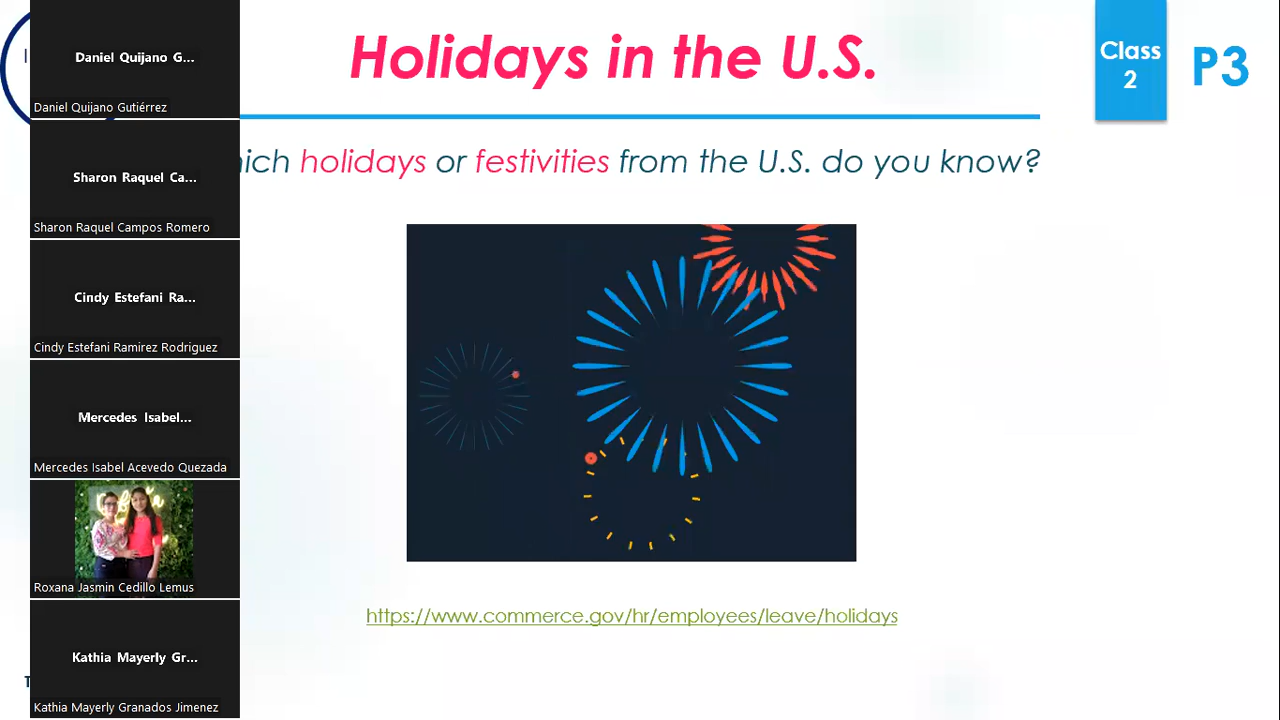 Daniel Quijano G...
Daniel Quijano Gutiérrez
Sharon Raquel Ca...
Sharon Raquel Campos Romero
Cindy Estefani Ra...
Cindy Estefani Ramirez Rodriguez
Mercedes Isabel...
Mercedes Isabel Acevedo Quezada
Roxana Jasmin Cedillo Lemus
Kathia Mayerly Gr...
Kathia Mayerly Granados Jimenez
Holidays in the U.S.
Class
2
P3
hich holidays or festivities from the U.S. do you know?
https://www.commerce.gov/hr/employees/leave/holidays